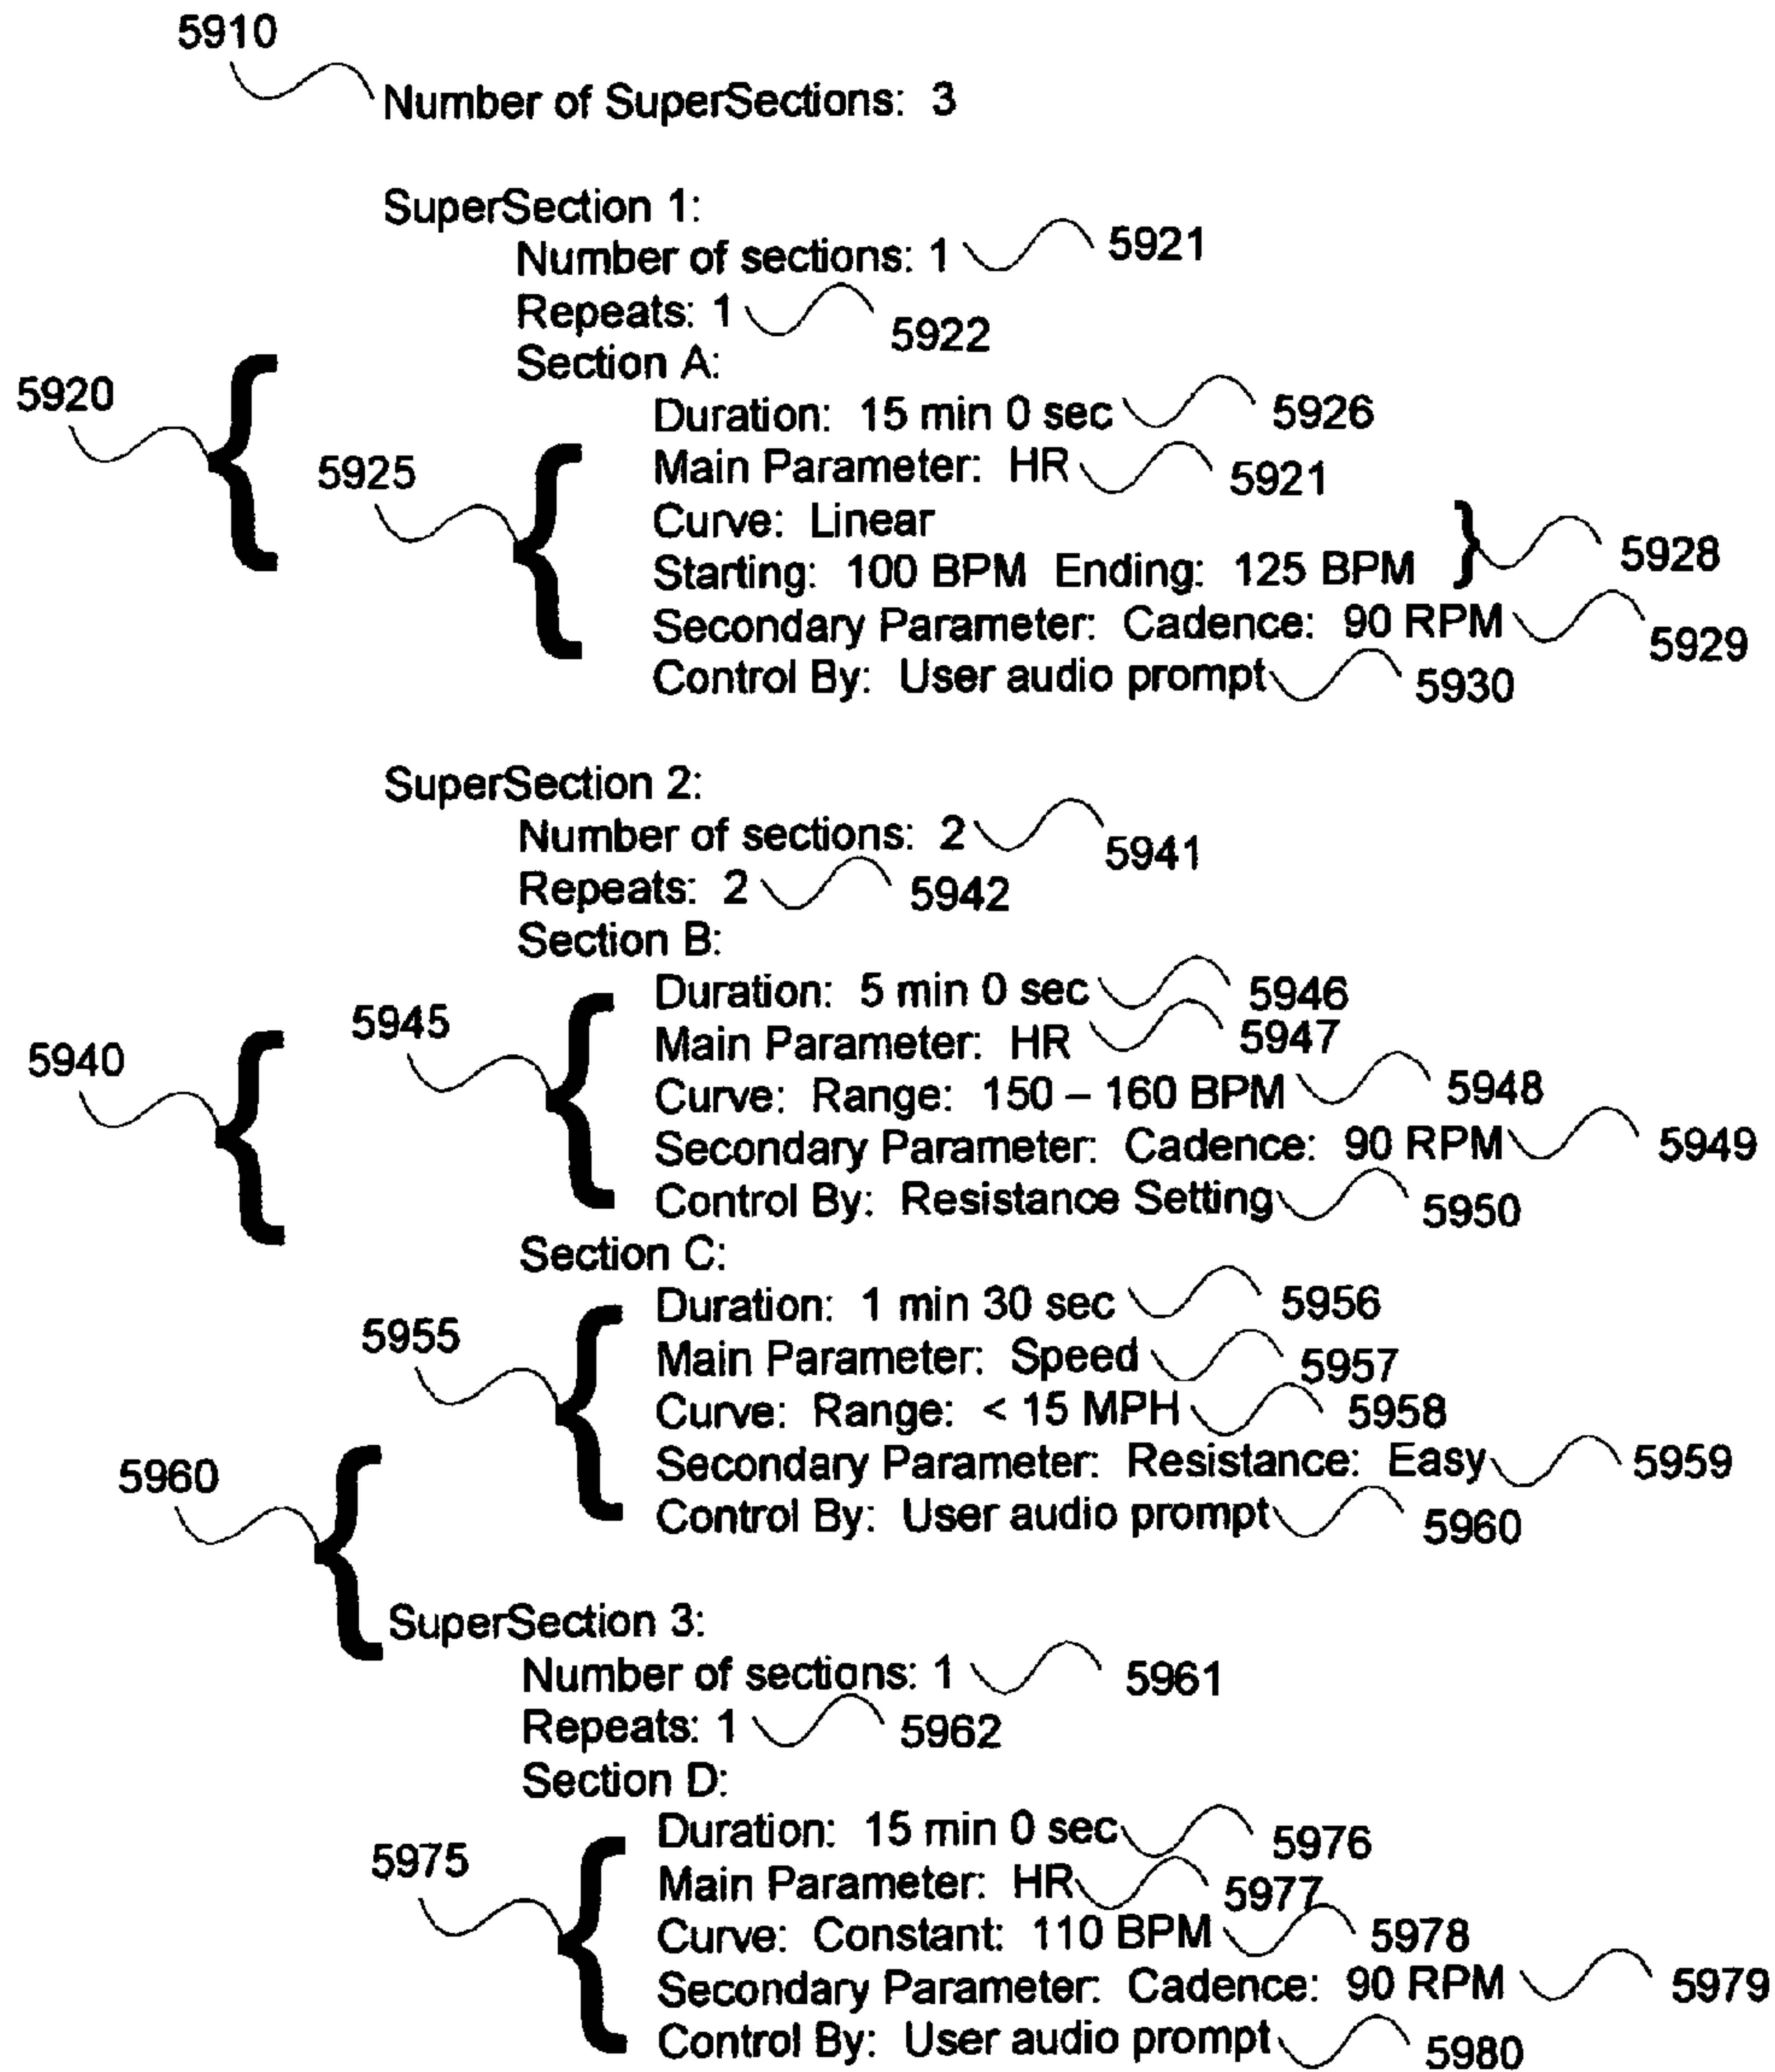 5910
Number of SuperSections: 3
SuperSection 1:
Number of sections: 1 5921
Repeats: 1 5922
Section A:
5920
Duration: 15 min 0 sec 5926
5925 Main Parameter: HR 5921
Curve: Linear
Starting: 100 BPM Ending: 125 BPM } 5928
Secondary Parameter: Cadence: 90 RPM 5929
Control By: User audio prompt 5930
SuperSection 2:
Number of sections: 2 5941
Repeats: 2 5942
Section B:
Duration: 5 min 0 sec 5946
5945 Main Parameter: HR 5947
5940 Curve: Range: 150 – 160 BPM 5948
Secondary Parameter: Cadence: 90 RPM 5949
Control By: Resistance Setting 5950
Section C:
Duration: 1 min 30 sec 5956
5955 Main Parameter: Speed 5957
Curve: Range: < 15 MPH 5958
5960 Secondary Parameter: Resistance: Easy 5959
Control By: User audio prompt 5960
SuperSection 3:
Number of sections: 1 5961
Repeats: 1 5962
Section D:
Duration: 15 min 0 sec 5976
5975 Main Parameter: HR 5977
Curve: Constant: 110 BPM 5978
Secondary Parameter: Cadence: 90 RPM 5979
Control By: User audio prompt 5980